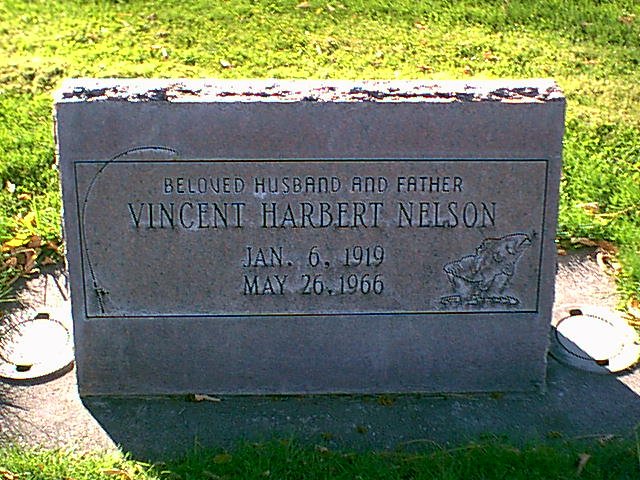 BELOVED HUSBAND AND FATHER
VINCENT HARBERT NELSON
JAN. 6, 1919
MAY 26, 1966